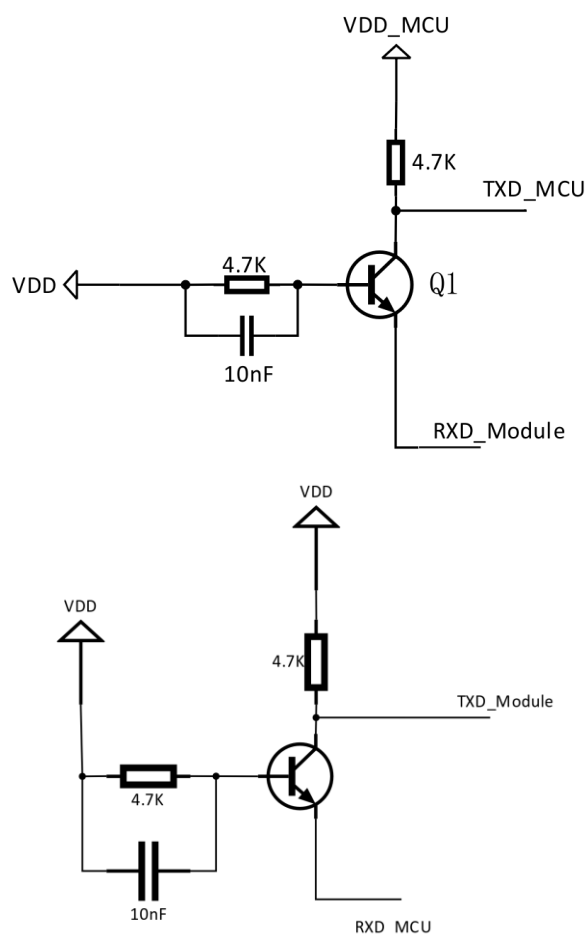 VDD_MCU
4.7K
TXD_MCU
4.7K
VDD
Q1
10nF
RXD_Module
VDD
VDD
4.7K
TXD_Module
4.7K
10nF
RXD MCU